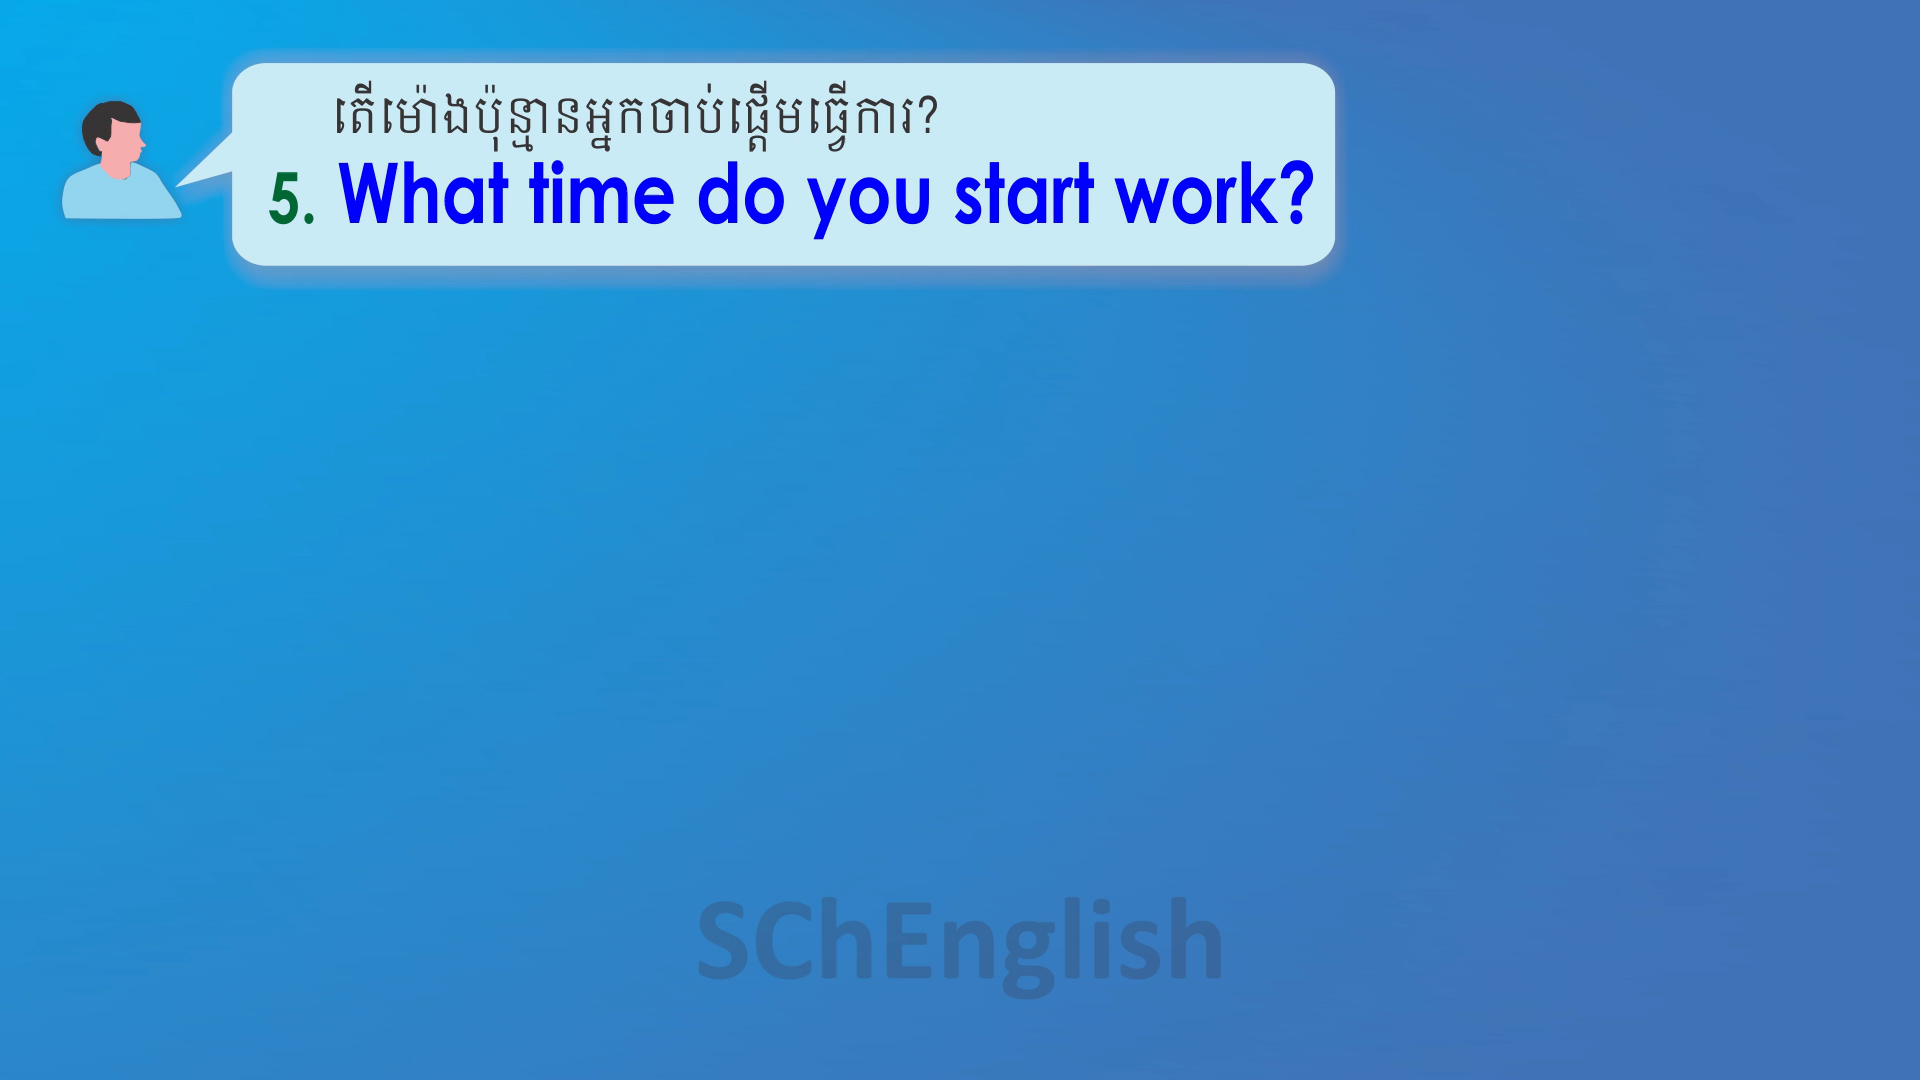 តើម៉ោងប៉ុន្មានអ្នកចាប់ផ្ដើមធ្វើការ?
5. What time do you start work?
SChEnglish